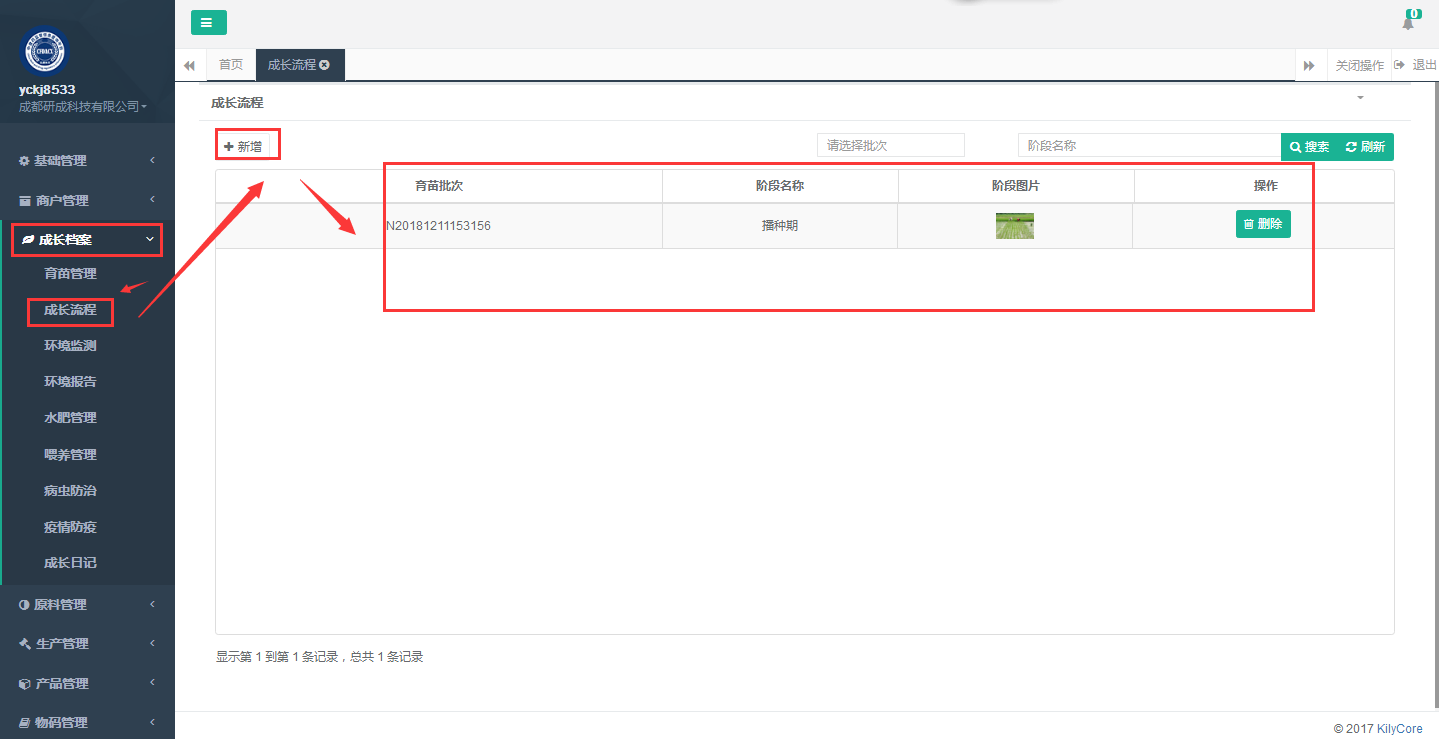 0
首页
成长流程
关闭操作
退出
yckj8533
成都研成科技有限公司
基础管理
商户管理
成长档案
育苗管理
成长流程
环境监测
环境报告
水肥管理
喂养管理
病虫防治
疫情防疫
成长日记
原料管理
生产管理
产品管理
物码管理
成长流程
新增
请选择批次
阶段名称
搜索
刷新
育苗批次 阶段名称 阶段图片 操作
N20181211153156 播种期 删除
显示第 1 到第 1 条记录，总共 1 条记录
© 2017 KilyCore